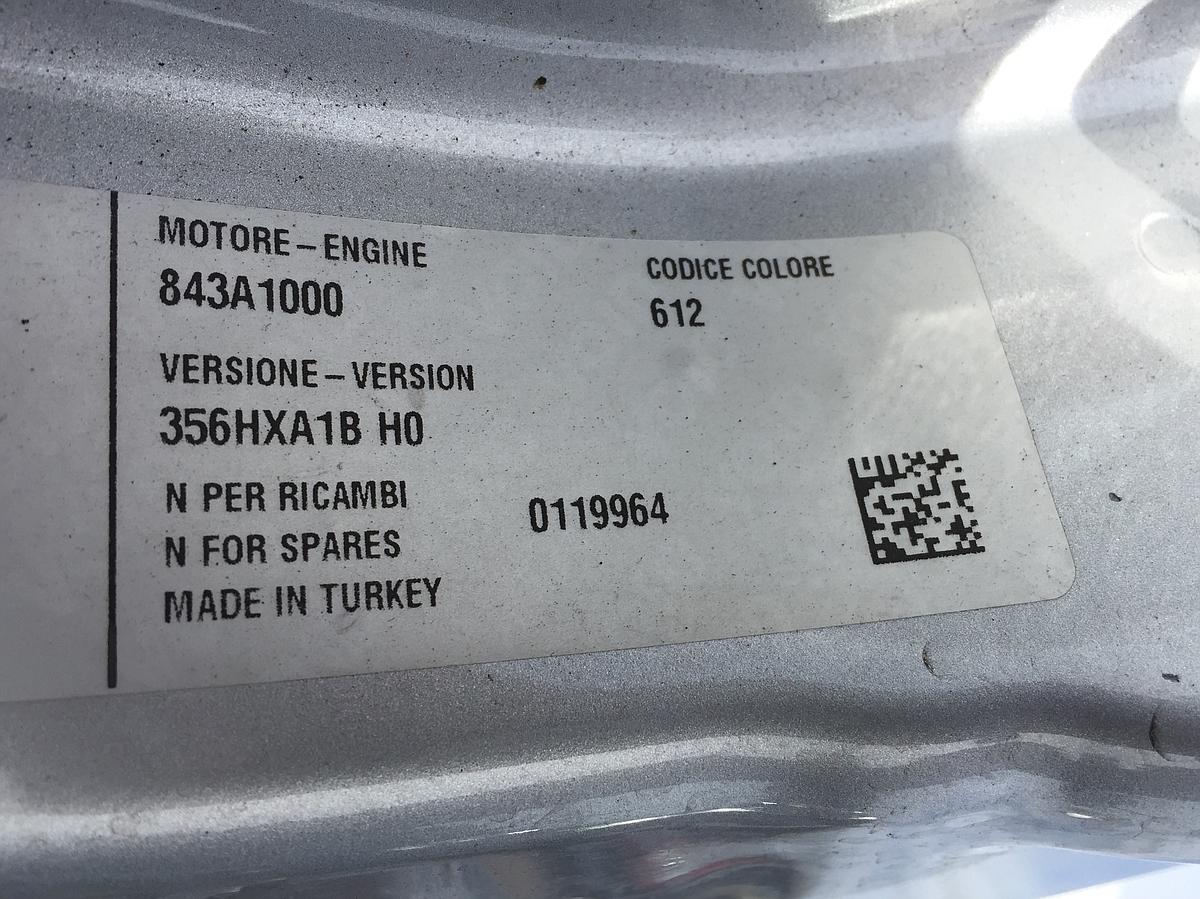 MOTORE – ENGINE
843A1000
CODICE COLORE
612
VERSIONE – VERSION
356HXA1B H0
N PER RICAMBI
N FOR SPARES
0119964
MADE IN TURKEY